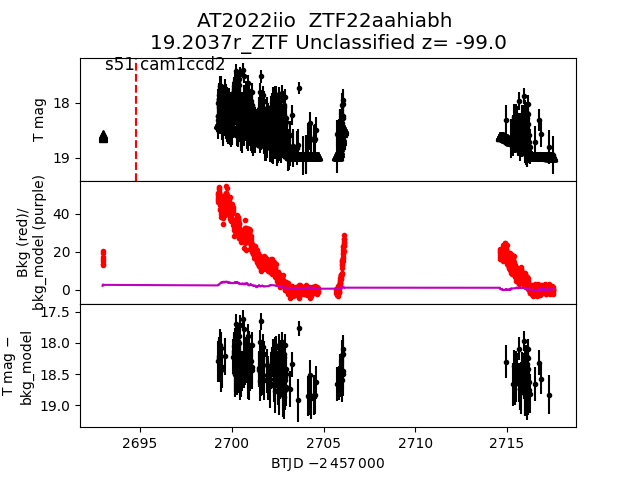 AT2022iio  ZTF22aahiabh
19.2037r_ZTF Unclassified z= -99.0
s51 cam1ccd2
T mag
18
19
Bkg (red)/
bkg_model (purple)
40
20
0
T mag −
bkg_model
17.5
18.0
18.5
19.0
2695 2700 2705 2710 2715
BTJD −2 457 000